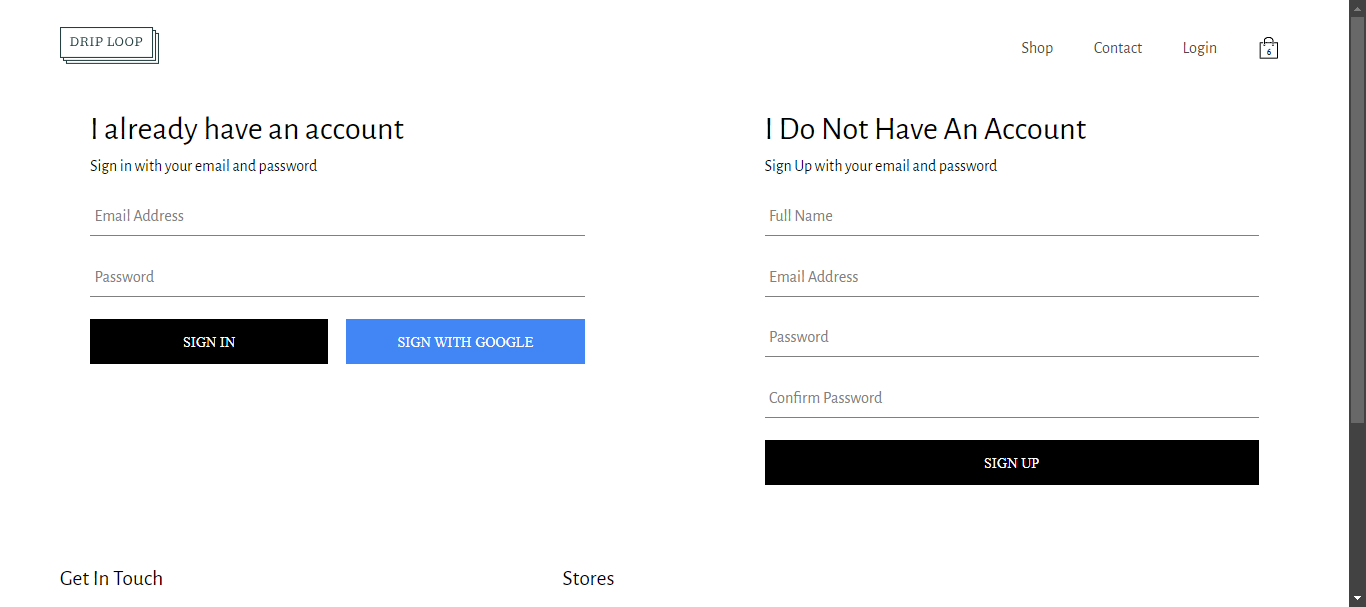 DRIP LOOP
Shop
Contact
Login
6
I already have an account
Sign in with your email and password
Email Address
Password
SIGN IN
SIGN WITH GOOGLE
I Do Not Have An Account
Sign Up with your email and password
Full Name
Email Address
Password
Confirm Password
SIGN UP
Get In Touch
Stores